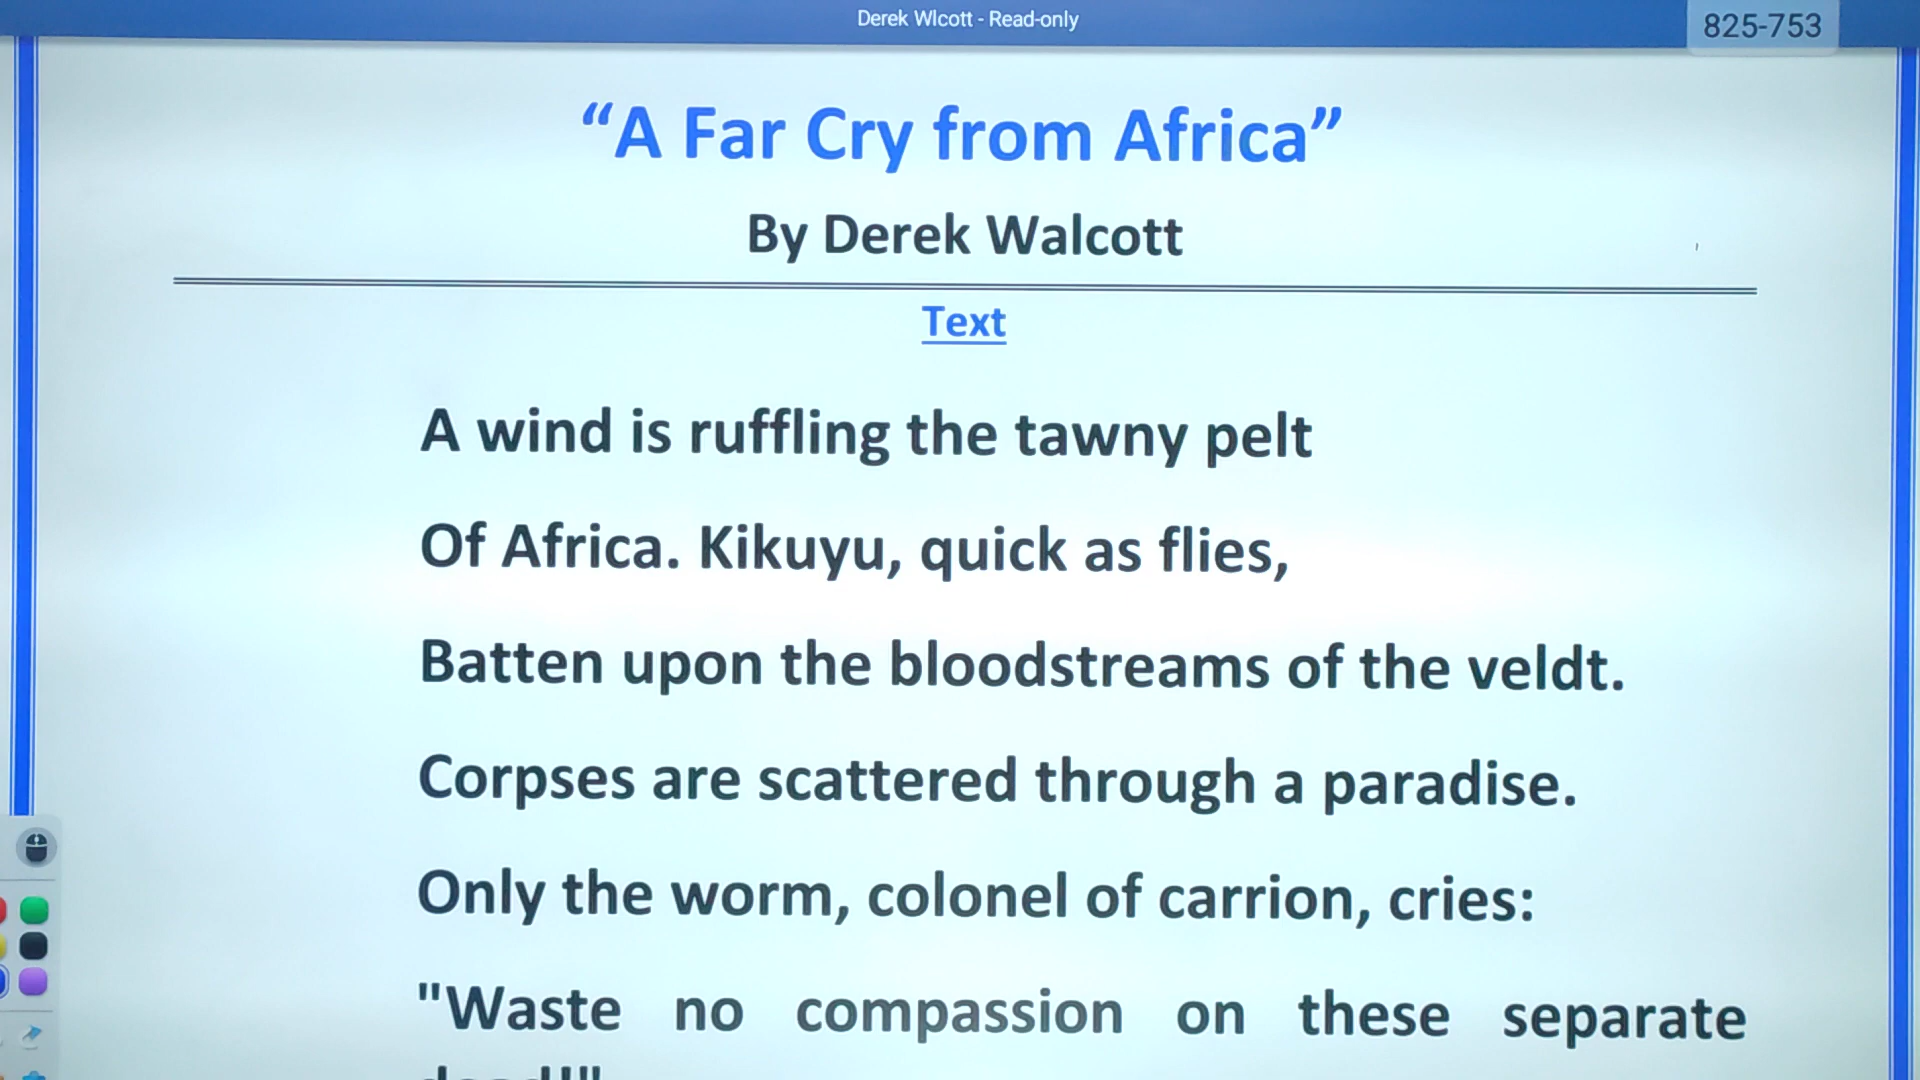 Derek Wlcott - Read-only
825-753
“A Far Cry from Africa”
By Derek Walcott
Text
A wind is ruffling the tawny pelt
Of Africa. Kikuyu, quick as flies,
Batten upon the bloodstreams of the veldt.
Corpses are scattered through a paradise.
Only the worm, colonel of carrion, cries:
"Waste no compassion on these separate